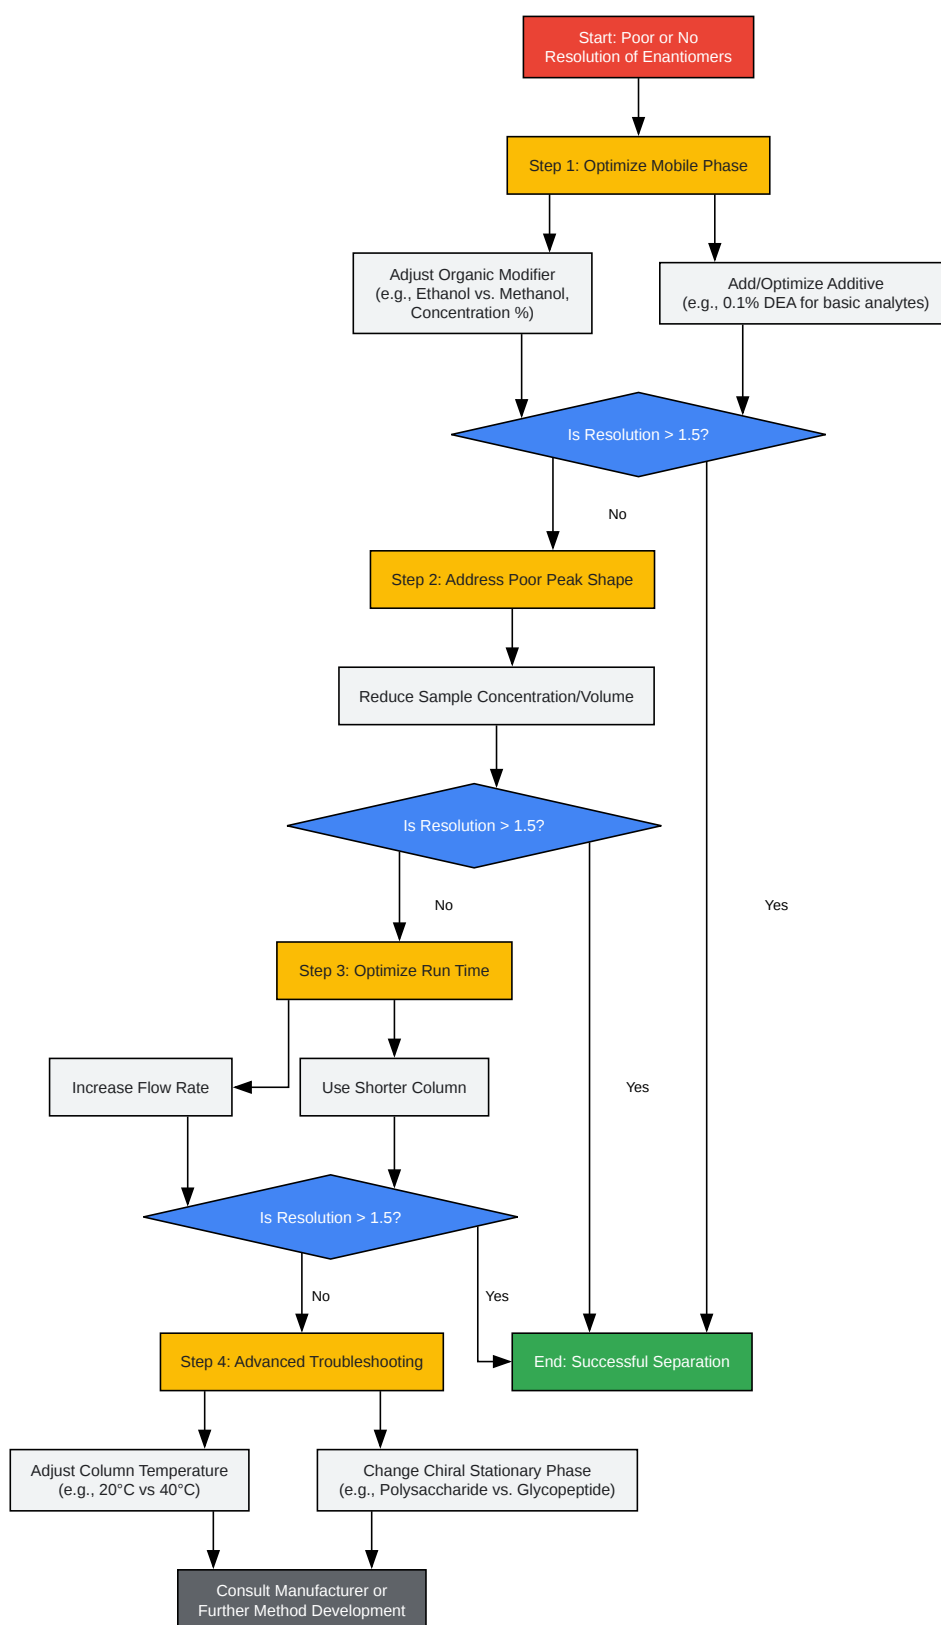 Start: Poor or No
Resolution of Enantiomers
Step 1: Optimize Mobile Phase
Adjust Organic Modifier
(e.g., Ethanol vs. Methanol,
Concentration %)
Add/Optimize Additive
(e.g., 0.1% DEA for basic analytes)
Is Resolution > 1.5?
No
Step 2: Address Poor Peak Shape
Reduce Sample Concentration/Volume
Is Resolution > 1.5?
No
Yes
Step 3: Optimize Run Time
Increase Flow Rate
Use Shorter Column
Yes
Is Resolution > 1.5?
No
Yes
Step 4: Advanced Troubleshooting
End: Successful Separation
Adjust Column Temperature
(e.g., 20°C vs 40°C)
Change Chiral Stationary Phase
(e.g., Polysaccharide vs. Glycopeptide)
Consult Manufacturer or
Further Method Development